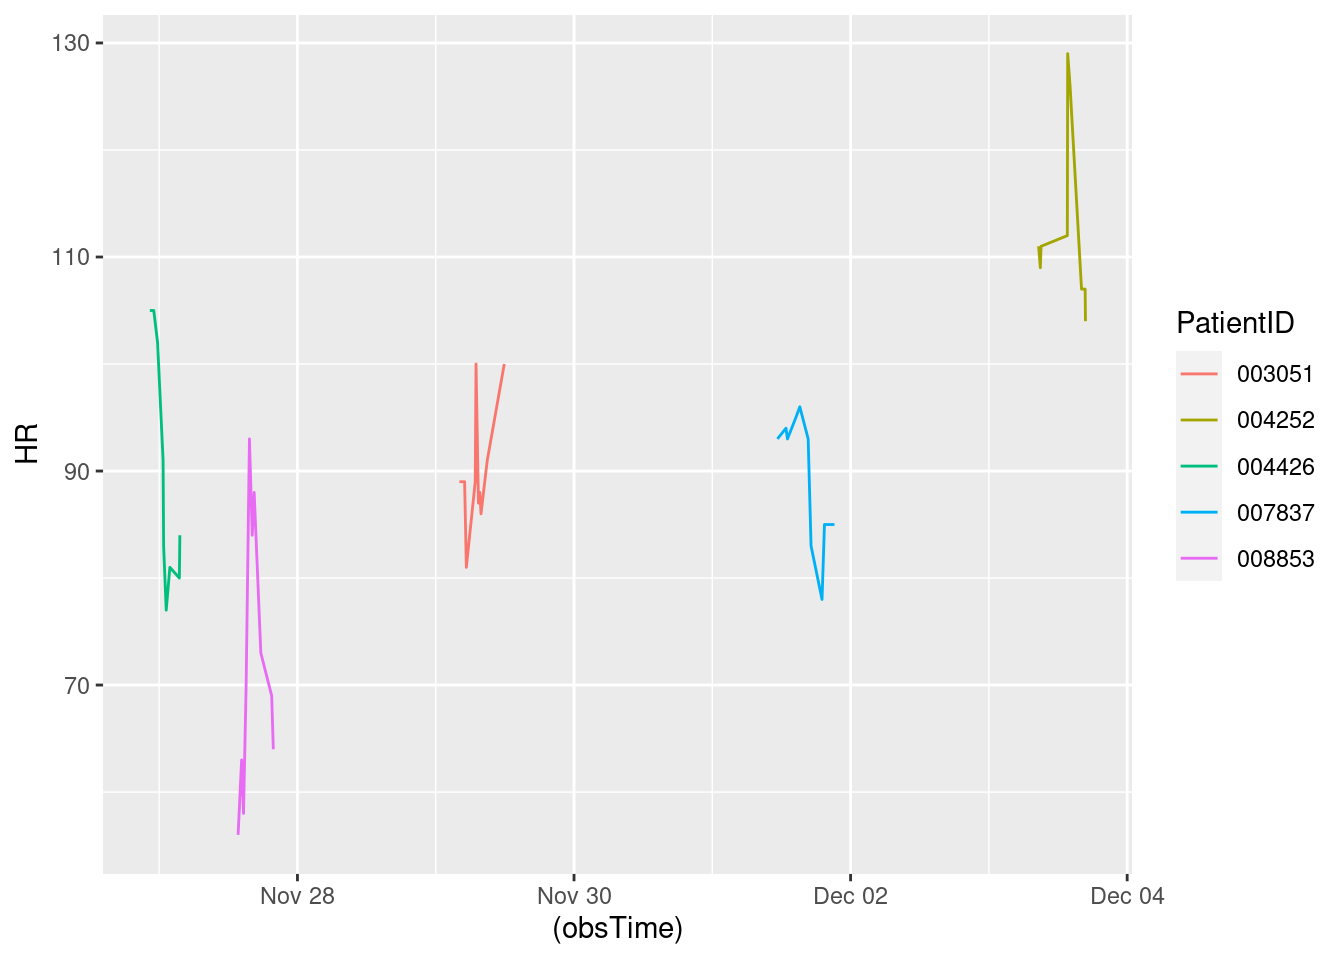 130
110
90
70
HR
Nov 28
Nov 30
Dec 02
Dec 04
(obsTime)
PatientID
003051
004252
004426
007837
008853